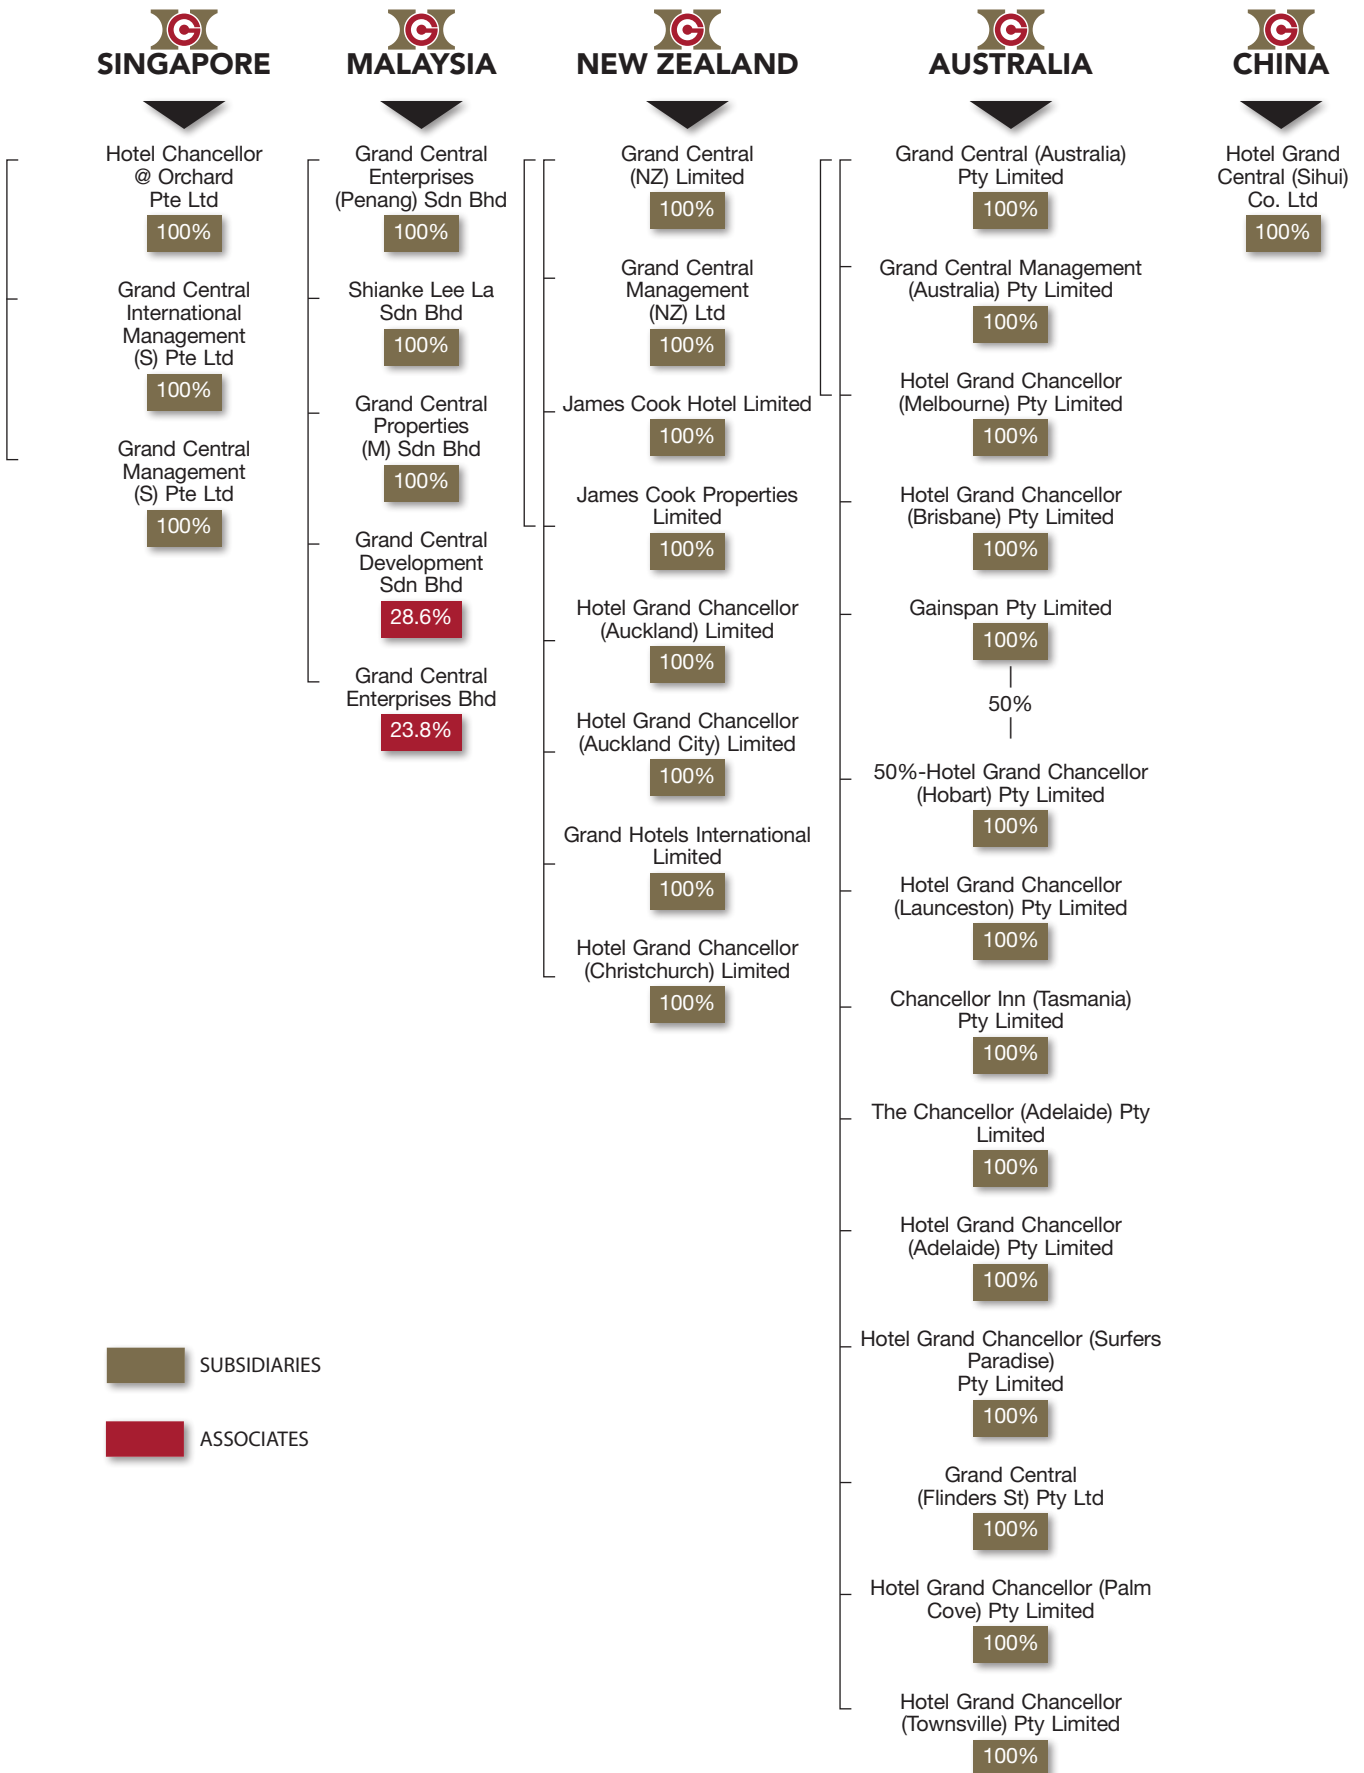 SINGAPORE
Hotel Chancellor
@ Orchard
Pte Ltd
100%
Grand Central
International
Management
(S) Pte Ltd
100%
Grand Central
Management
(S) Pte Ltd
100%
MALAYSIA
Grand Central
Enterprises
(Penang) Sdn Bhd
100%
Shianke Lee La
Sdn Bhd
100%
Grand Central
Properties
(M) Sdn Bhd
100%
Grand Central
Development
Sdn Bhd
28.6%
Grand Central
Enterprises Bhd
23.8%
NEW ZEALAND
Grand Central
(NZ) Limited
100%
Grand Central
Management
(NZ) Ltd
100%
James Cook Hotel Limited
100%
James Cook Properties
Limited
100%
Hotel Grand Chancellor
(Auckland) Limited
100%
Hotel Grand Chancellor
(Auckland City) Limited
100%
Grand Hotels International
Limited
100%
Hotel Grand Chancellor
(Christchurch) Limited
100%
AUSTRALIA
Grand Central (Australia)
Pty Limited
100%
Grand Central Management
(Australia) Pty Limited
100%
Hotel Grand Chancellor
(Melbourne) Pty Limited
100%
Hotel Grand Chancellor
(Brisbane) Pty Limited
100%
Gainspan Pty Limited
100%
50%
50%-Hotel Grand Chancellor
(Hobart) Pty Limited
100%
Hotel Grand Chancellor
(Launceston) Pty Limited
100%
Chancellor Inn (Tasmania)
Pty Limited
100%
The Chancellor (Adelaide) Pty
Limited
100%
Hotel Grand Chancellor
(Adelaide) Pty Limited
100%
Hotel Grand Chancellor (Surfers
Paradise)
Pty Limited
100%
Grand Central
(Flinders St) Pty Ltd
100%
Hotel Grand Chancellor (Palm
Cove) Pty Limited
100%
Hotel Grand Chancellor
(Townsville) Pty Limited
100%
CHINA
Hotel Grand
Central (Sihui)
Co. Ltd
100%
SUBSIDIARIES
ASSOCIATES